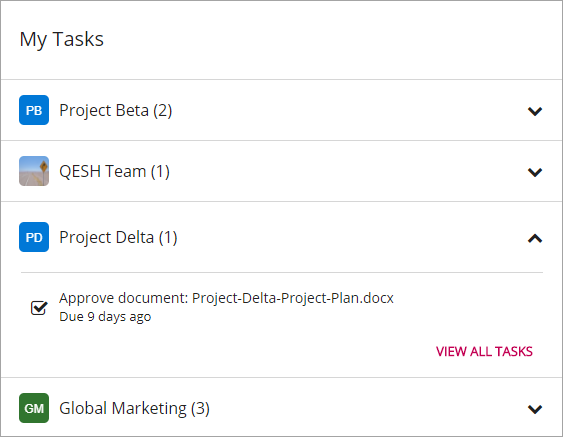 My Tasks
PB Project Beta (2)
QESH Team (1)
PD Project Delta (1)
Approve document: Project-Delta-Project-Plan.docx
Due 9 days ago
VIEW ALL TASKS
GM Global Marketing (3)